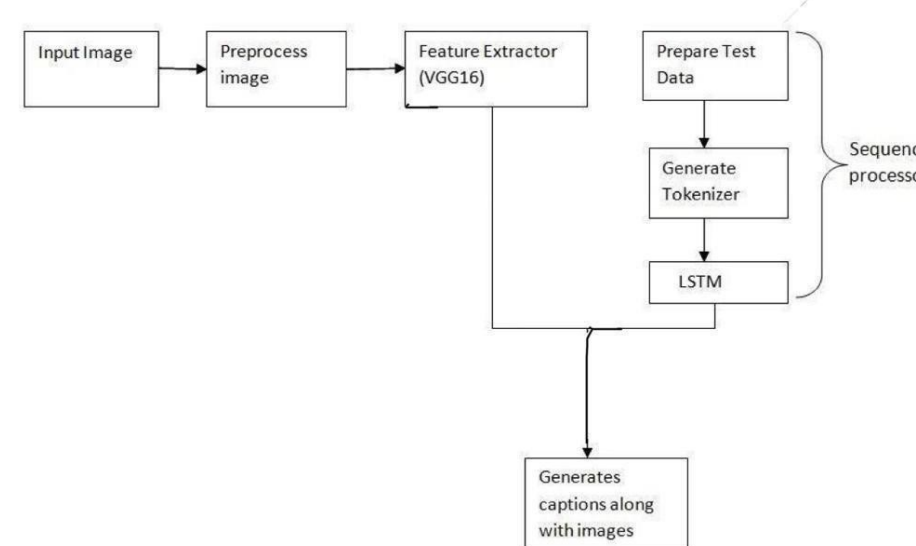 Input Image
Preprocess
image
Feature Extractor
(VGG16)
Prepare Test
Data
Generate
Tokenizer
LSTM
Generates
captions along
with images